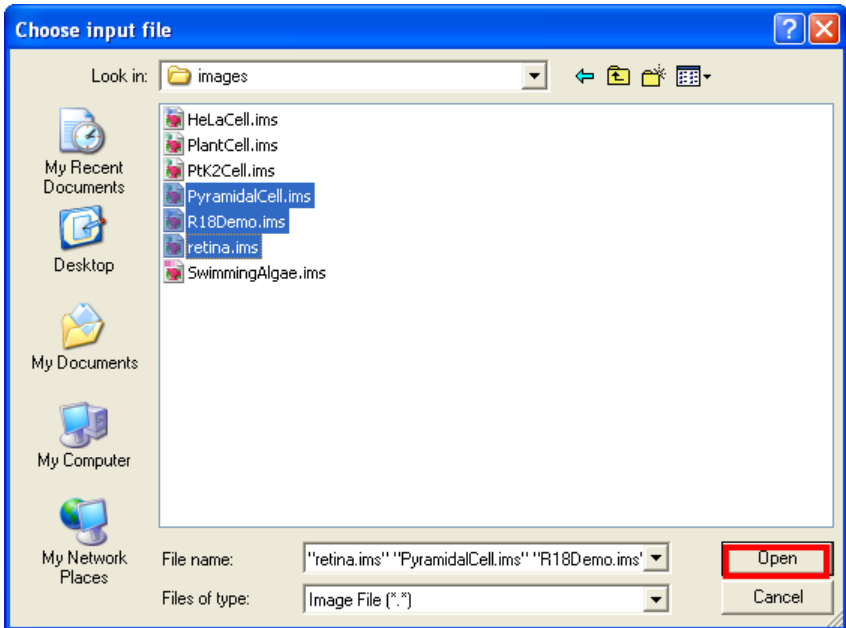 Choose input file
Look in: images
HeLaCell.ims
PlantCell.ims
PtK2Cell.ims
PyramidalCell.ims
R18Demo.ims
retina.ims
SwimmingAlgae.ims
My Recent
Documents
Desktop
My Documents
My Computer
My Network
Places
File name: "retina.ims" "PyramidalCell.ims" "R18Demo.ims'
Open
Files of type: Image File (*.*)
Cancel